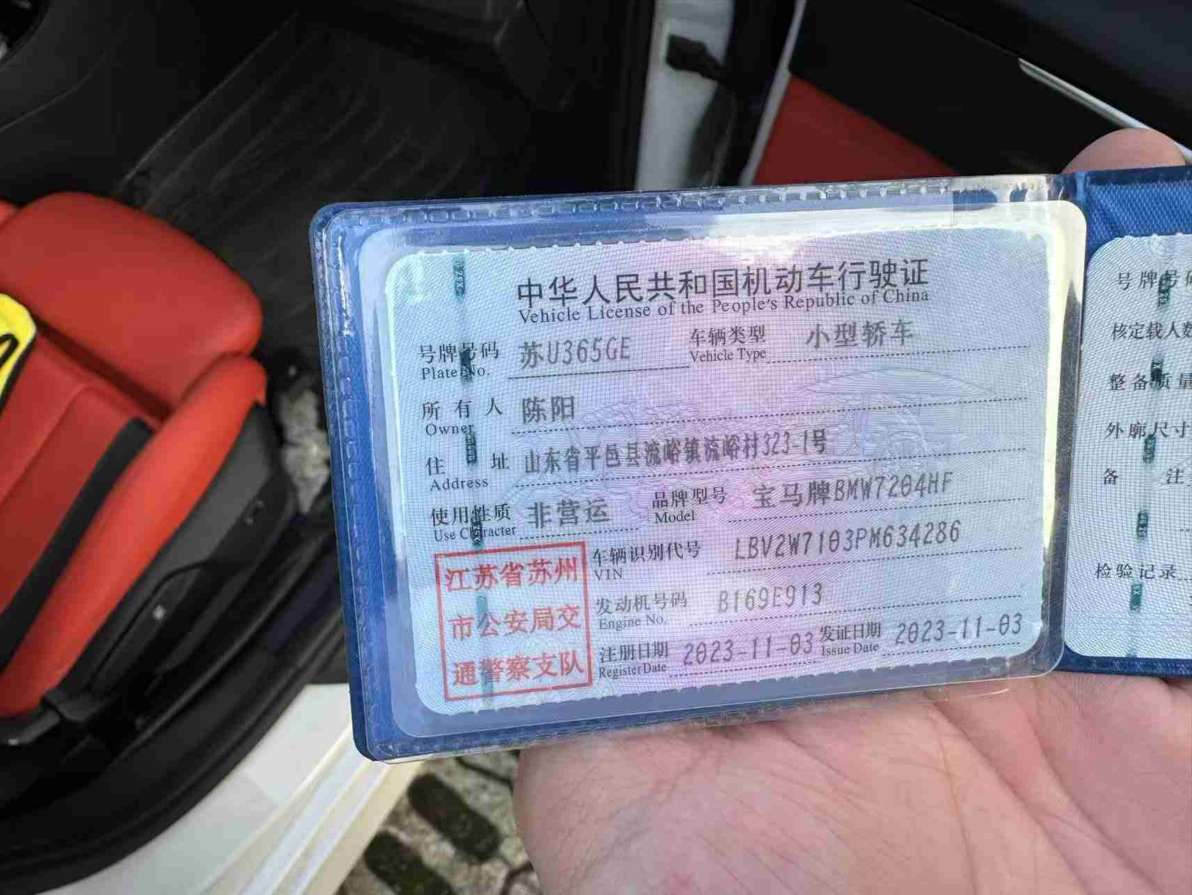 中华人民共和国机动车行驶证
Vehicle License of the People's Republic of China
号牌号码 苏U365GE 车辆类型 小型轿车
Plate No. Vehicle Type
所有人 陈阳
Owner
住址 山东省平邑县流峪镇流峪村323-1号
Address
使用性质 非营运 品牌型号 宝马牌BMW7204HF
Use Character Model
江苏省苏州
市公安局交
通警察支队
车辆识别代号 LBV2W7103PM634286
VIN
发动机号码 B169E913
Engine No.
注册日期 2023-11-03 发证日期 2023-11-03
Register Date Issue Date
号牌号码
核定载人数
整备质量
外廓尺寸
备注
检验记录